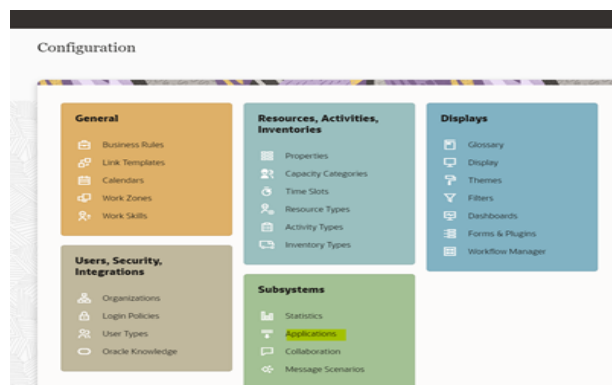 Configuration
General
Business Rules
Link Templates
Calendars
Work Zones
Work Skills
Resources, Activities,
Inventories
Properties
Capacity Categories
Time Slots
Resource Types
Activity Types
Inventory Types
Displays
Glossary
Display
Themes
Filters
Dashboards
Forms & Plugins
Workflow Manager
Users, Security,
Integrations
Organizations
Login Policies
User Types
Oracle Knowledge
Subsystems
Statistics
Applications
Collaboration
Message Scenarios